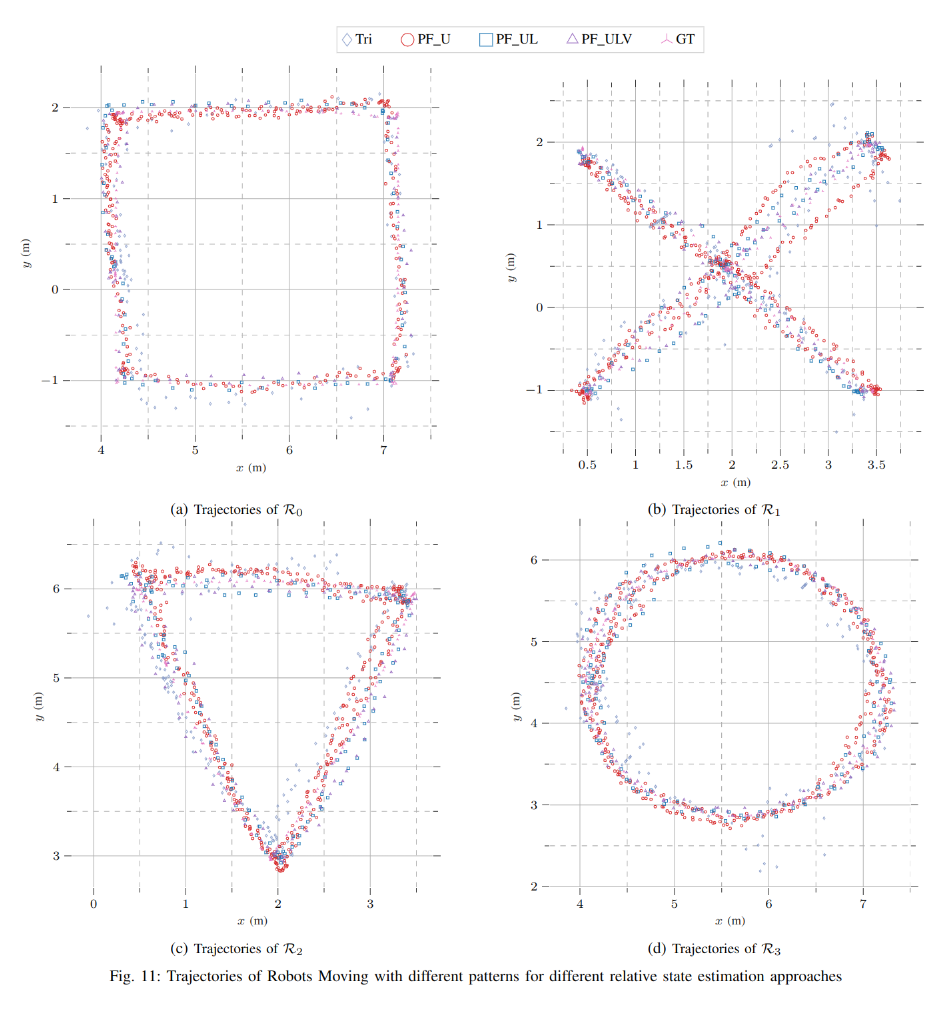 Tri PF_U PF_UL PF_ULV GT
2
1
0
−1
y (m)
4 5 6 7
x (m)
(a) Trajectories of R0
2
1
0
−1
y (m)
0.5 1 1.5 2 2.5 3 3.5
x (m)
(b) Trajectories of R1
6
5
4
3
y (m)
0 1 2 3
x (m)
(c) Trajectories of R2
6
5
4
3
2
y (m)
4 5 6 7
x (m)
(d) Trajectories of R3
Fig. 11: Trajectories of Robots Moving with different patterns for different relative state estimation approaches